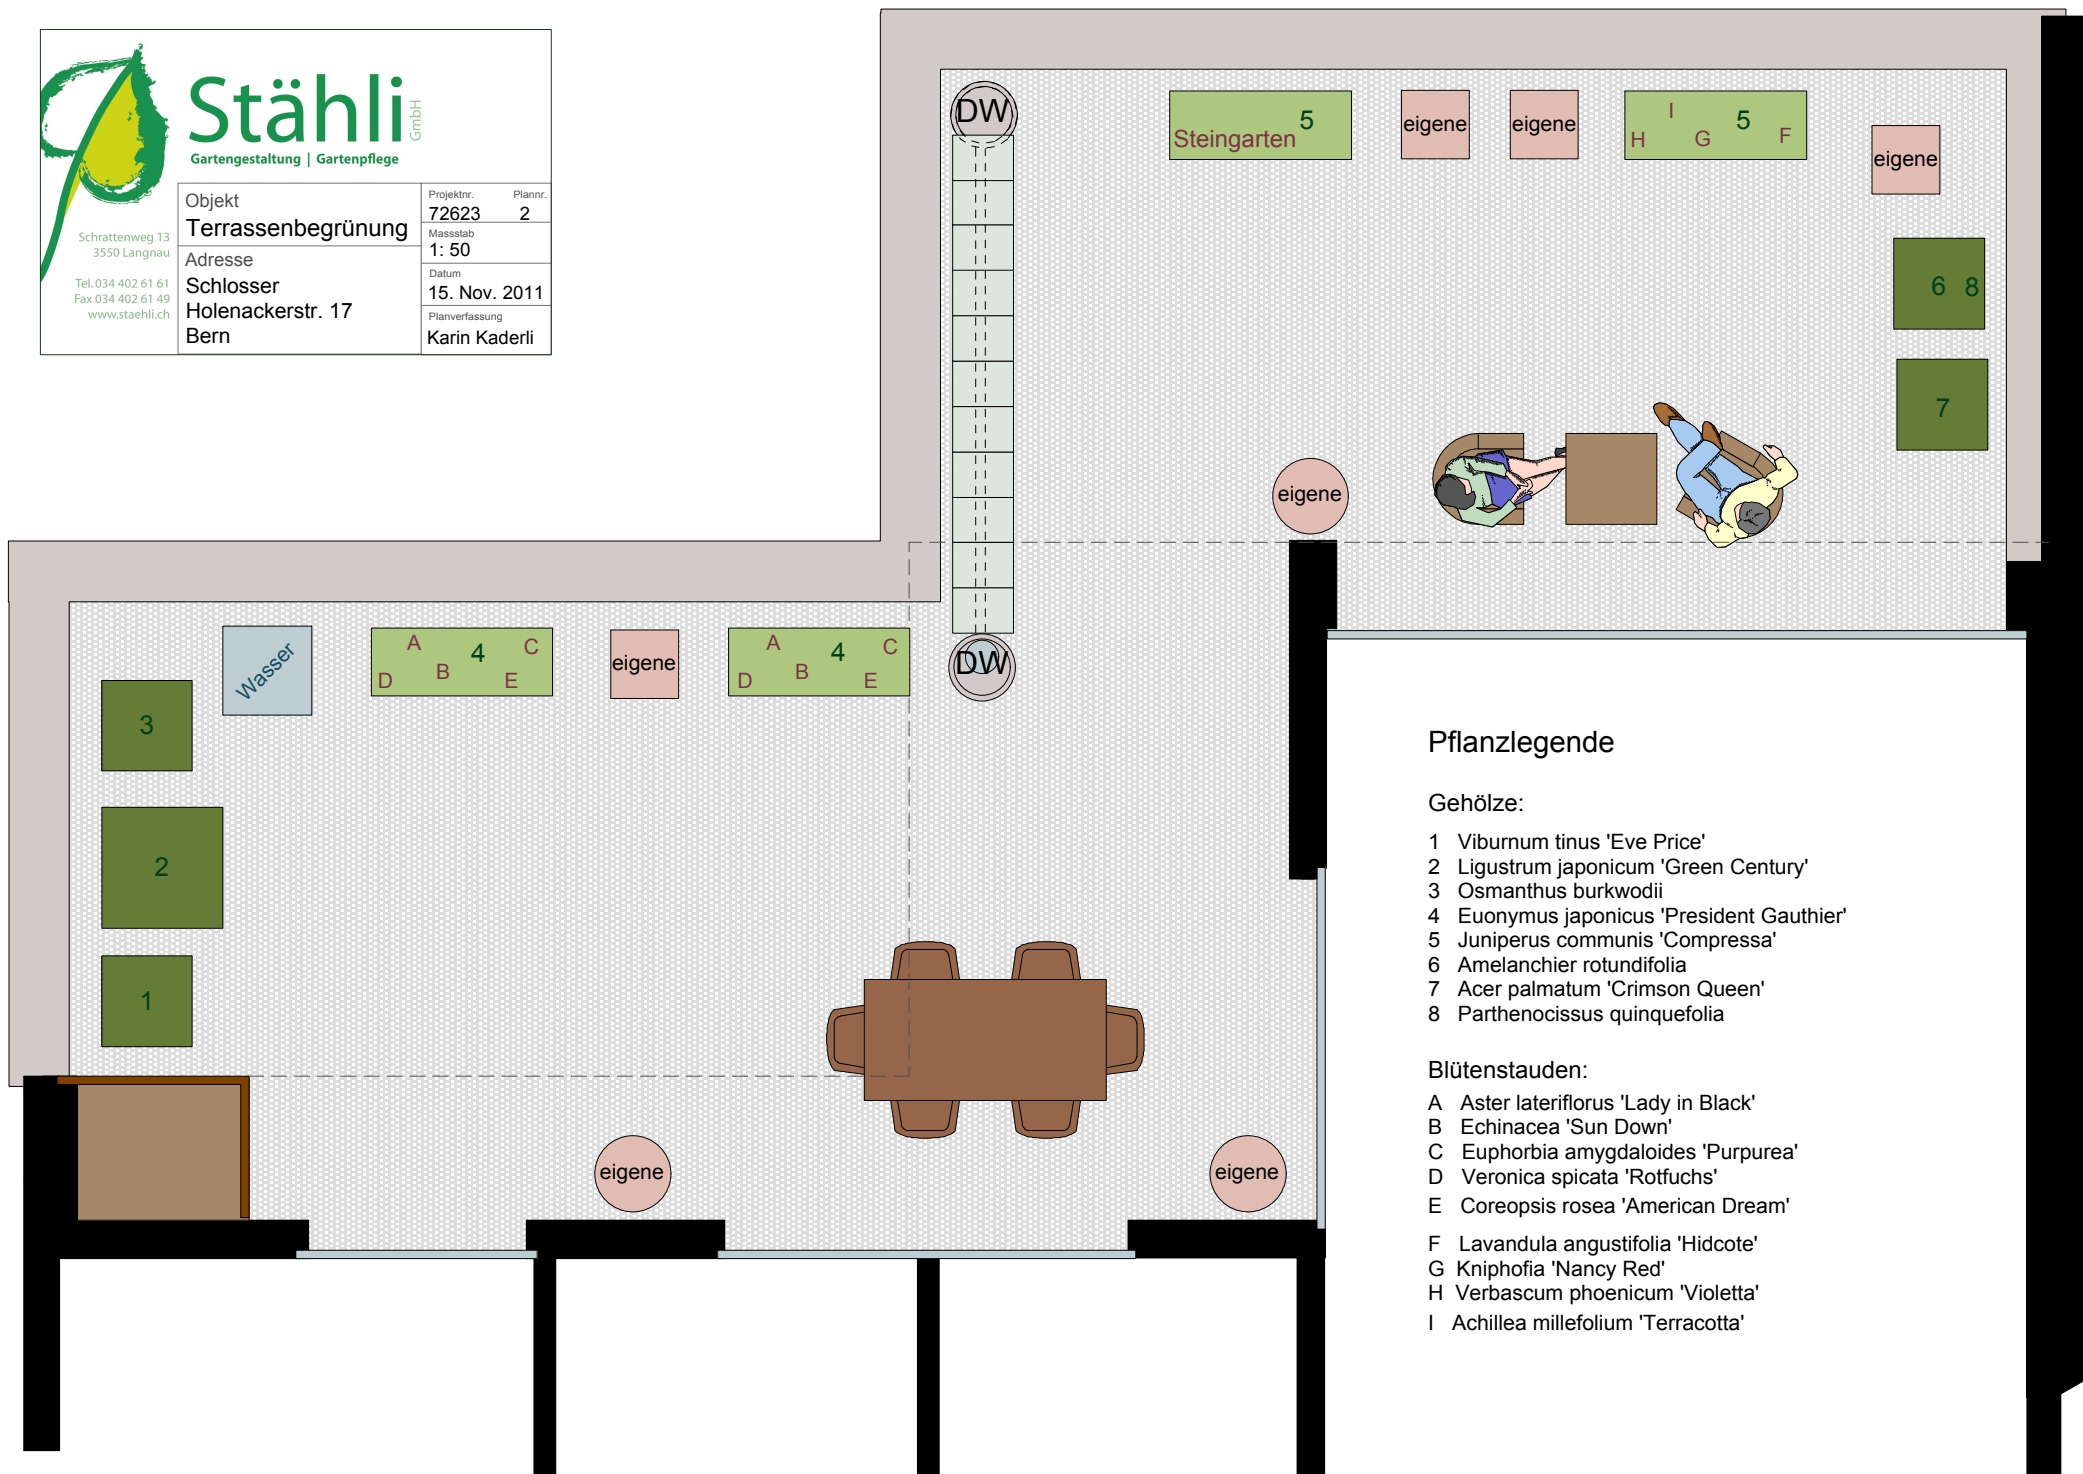 Stähli
GmbH
Gartengestaltung | Gartenpflege
Schrattenweg 13
3550 Langnau
Tel. 034 402 61 61
Fax 034 402 61 49
www.staehli.ch
Objekt
Terrassenbegrünung
Adresse
Schlosser
Holenackerstr. 17
Bern
Projektnr. Plannr.
72623 2
Massstab
1: 50
Datum
15. Nov. 2011
Planverfassung
Karin Kaderli
DW
Steingarten 5
eigene
eigene
I
H G 5 F
eigene
6 8
7
eigene
Wasser
A 4 C
D B E
eigene
A 4 C
D B E
DW
3
2
1
eigene
eigene
Pflanzlegende
Gehölze:
1 Viburnum tinus 'Eve Price'
2 Ligustrum japonicum 'Green Century'
3 Osmanthus burkwodii
4 Euonymus japonicus 'President Gauthier'
5 Juniperus communis 'Compressa'
6 Amelanchier rotundifolia
7 Acer palmatum 'Crimson Queen'
8 Parthenocissus quinquefolia
Blütenstauden:
A Aster lateriflorus 'Lady in Black'
B Echinacea 'Sun Down'
C Euphorbia amygdaloides 'Purpurea'
D Veronica spicata 'Rotfuchs'
E Coreopsis rosea 'American Dream'
F Lavandula angustifolia 'Hidcote'
G Kniphofia 'Nancy Red'
H Verbascum phoenicum 'Violetta'
I Achillea millefolium 'Terracotta'